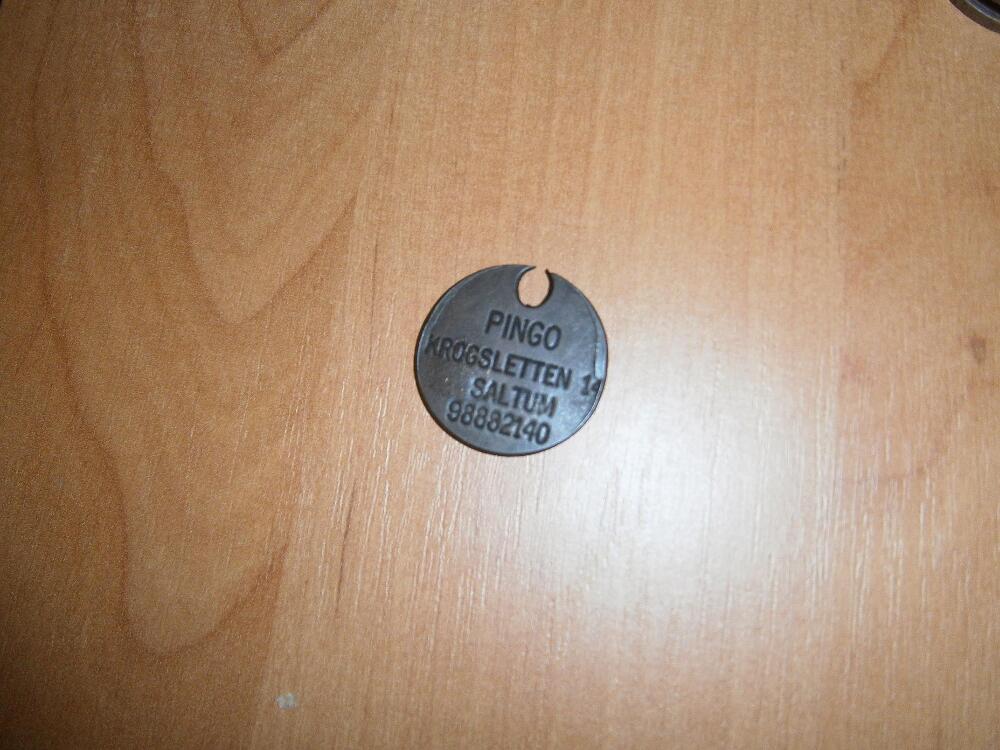 PINGO
KROGSLETTEN 14
SALTUM
98882140